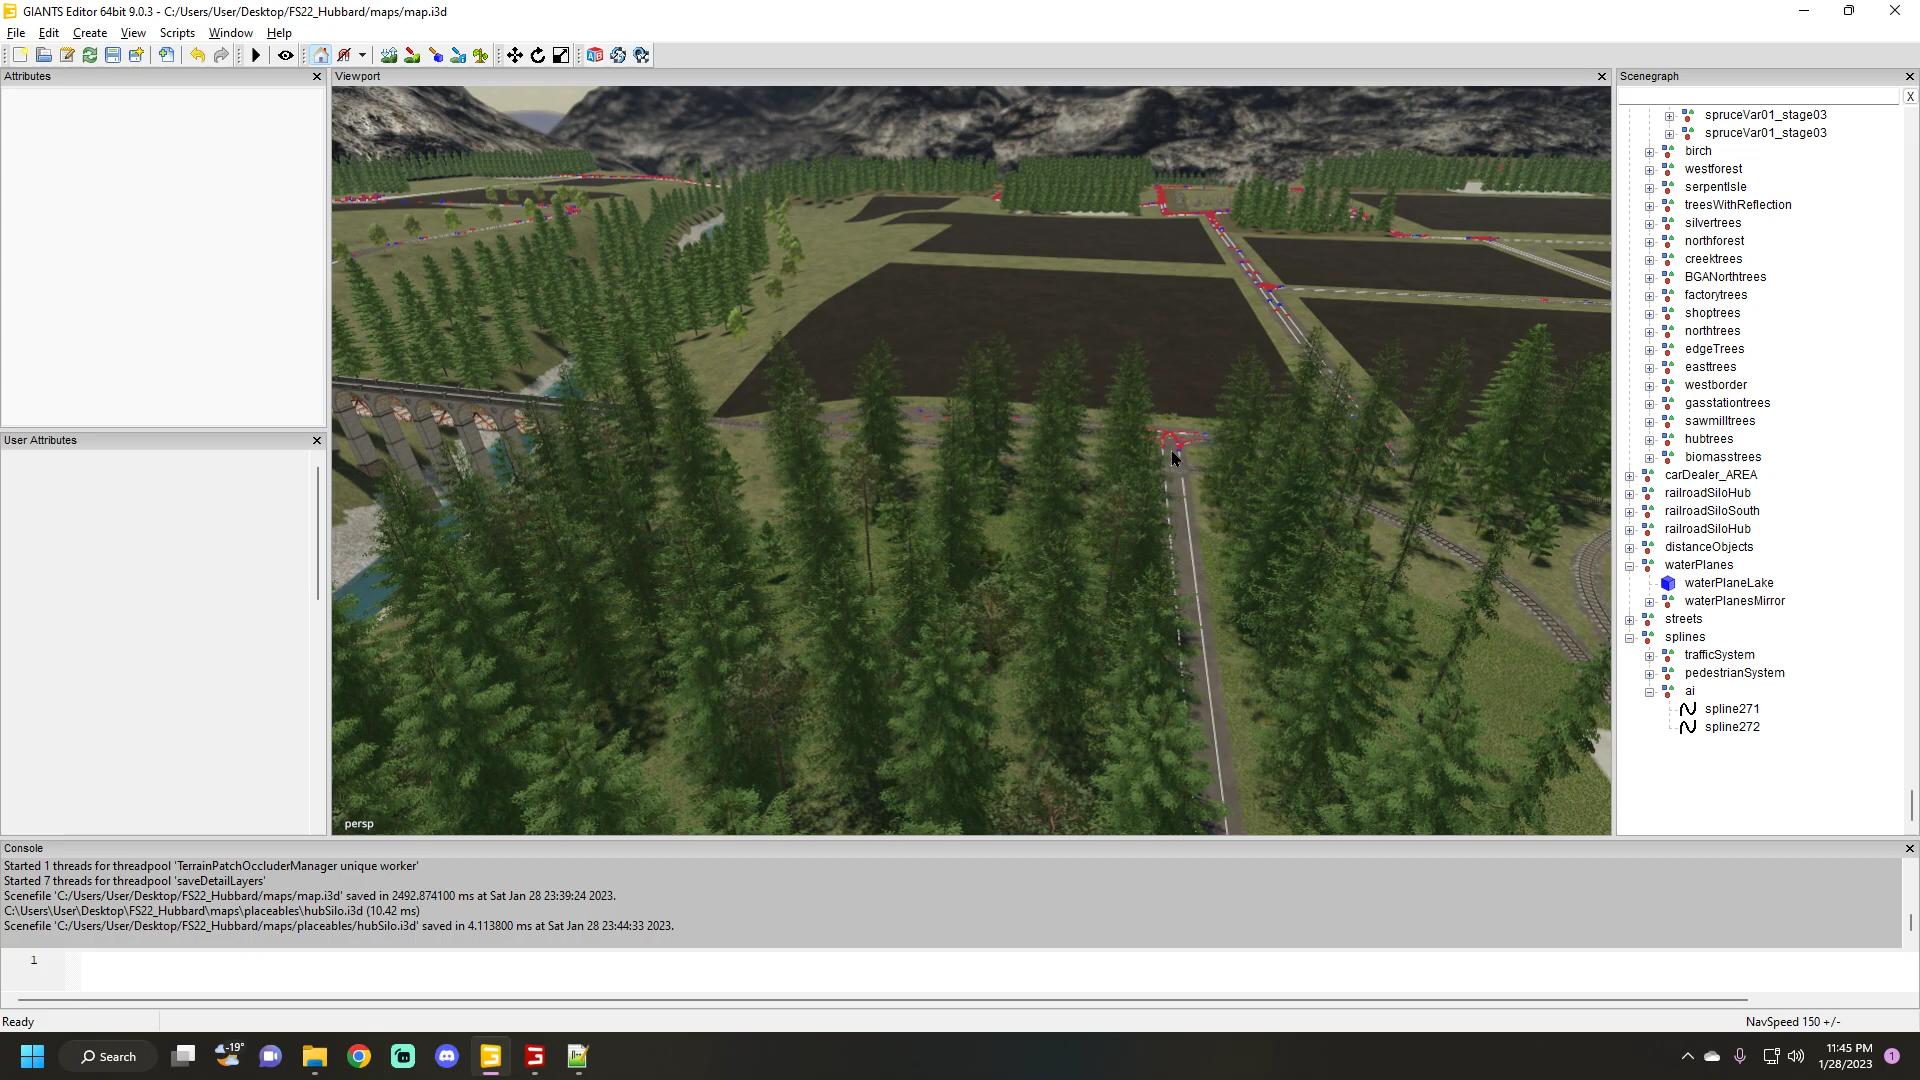 GIANTS Editor 64bit 9.0.3 - C:/Users/User/Desktop/FS22_Hubbard/maps/map.i3d
File Edit Create View Scripts Window Help
Attributes
Viewport
Scenegraph
X
spruceVar01_stage03
spruceVar01_stage03
birch
westforest
serpentIsle
treesWithReflection
silvertrees
northforest
creektrees
BGANorthtrees
factorytrees
shoptrees
northtrees
edgeTrees
easttrees
westborder
gasstationtrees
sawmilltrees
hubtrees
biomasstrees
carDealer_AREA
railroadSiloHub
railroadSiloSouth
railroadSiloHub
distanceObjects
waterPlanes
waterPlaneLake
waterPlanesMirror
streets
splines
trafficSystem
pedestrianSystem
ai
spline271
spline272
User Attributes
persp
Console
Started 1 threads for threadpool 'TerrainPatchOccluderManager unique worker'
Started 7 threads for threadpool 'saveDetailLayers'
Scenefile 'C:/Users/User/Desktop/FS22_Hubbard/maps/map.i3d' saved in 2492.874100 ms at Sat Jan 28 23:39:24 2023.
C:\Users\User\Desktop\FS22_Hubbard\maps\placeables\hubSilo.i3d (10.42 ms)
Scenefile 'C:/Users/User/Desktop/FS22_Hubbard/maps/placeables/hubSilo.i3d' saved in 4.113800 ms at Sat Jan 28 23:44:33 2023.
1
Ready
NavSpeed 150 +/-
Search
-19°
11:45 PM
1/28/2023
1